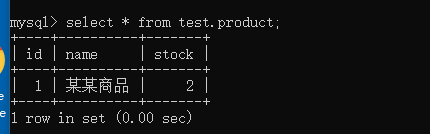 mysql> select * from test.product;
+----+----------+-------+
| id | name     | stock |
+----+----------+-------+
|  1 | 某某商品 |     2 |
+----+----------+-------+
1 row in set (0.00 sec)